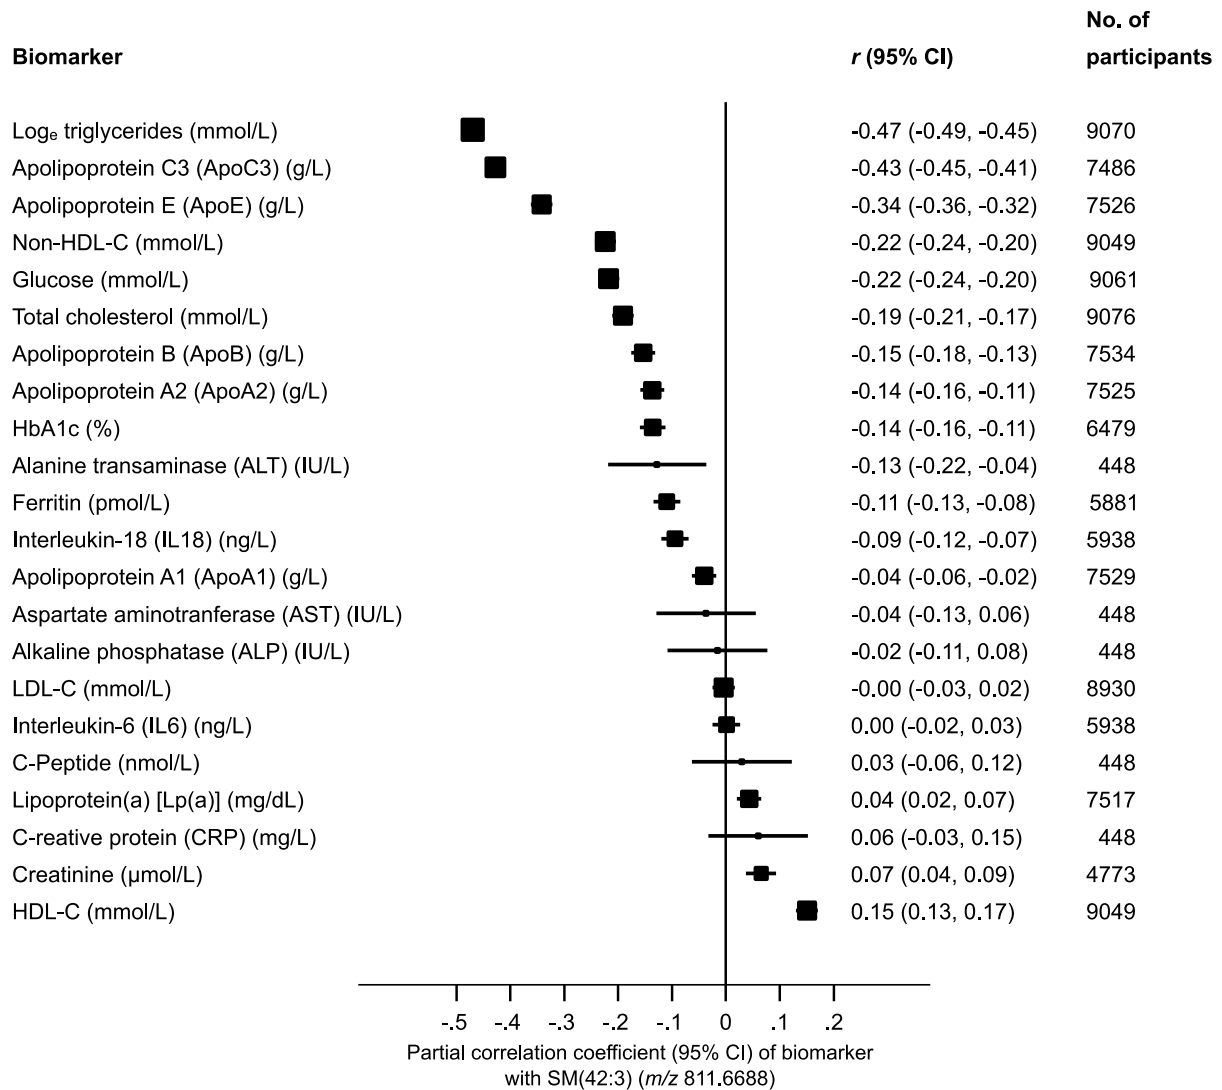 No. of
Biomarker r (95% CI) participants
Logₑ triglycerides (mmol/L) -0.47 (-0.49, -0.45) 9070
Apolipoprotein C3 (ApoC3) (g/L) -0.43 (-0.45, -0.41) 7486
Apolipoprotein E (ApoE) (g/L) -0.34 (-0.36, -0.32) 7526
Non-HDL-C (mmol/L) -0.22 (-0.24, -0.20) 9049
Glucose (mmol/L) -0.22 (-0.24, -0.20) 9061
Total cholesterol (mmol/L) -0.19 (-0.21, -0.17) 9076
Apolipoprotein B (ApoB) (g/L) -0.15 (-0.18, -0.13) 7534
Apolipoprotein A2 (ApoA2) (g/L) -0.14 (-0.16, -0.11) 7525
HbA1c (%) -0.14 (-0.16, -0.11) 6479
Alanine transaminase (ALT) (IU/L) -0.13 (-0.22, -0.04) 448
Ferritin (pmol/L) -0.11 (-0.13, -0.08) 5881
Interleukin-18 (IL18) (ng/L) -0.09 (-0.12, -0.07) 5938
Apolipoprotein A1 (ApoA1) (g/L) -0.04 (-0.06, -0.02) 7529
Aspartate aminotranferase (AST) (IU/L) -0.04 (-0.13, 0.06) 448
Alkaline phosphatase (ALP) (IU/L) -0.02 (-0.11, 0.08) 448
LDL-C (mmol/L) -0.00 (-0.03, 0.02) 8930
Interleukin-6 (IL6) (ng/L) 0.00 (-0.02, 0.03) 5938
C-Peptide (nmol/L) 0.03 (-0.06, 0.12) 448
Lipoprotein(a) [Lp(a)] (mg/dL) 0.04 (0.02, 0.07) 7517
C-reative protein (CRP) (mg/L) 0.06 (-0.03, 0.15) 448
Creatinine (µmol/L) 0.07 (0.04, 0.09) 4773
HDL-C (mmol/L) 0.15 (0.13, 0.17) 9049
-.5 -.4 -.3 -.2 -.1 0 .1 .2
Partial correlation coefficient (95% CI) of biomarker
with SM(42:3) (m/z 811.6688)